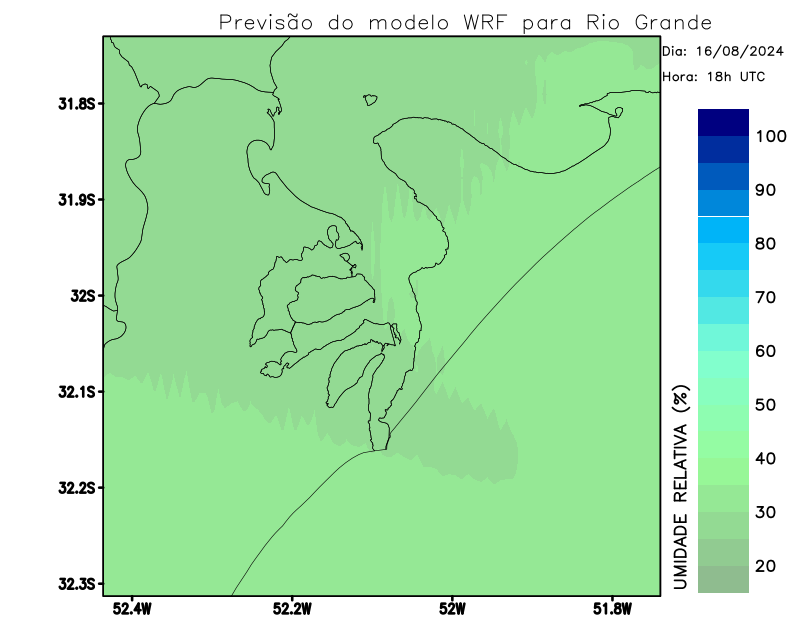 Previsão do modelo WRF para Rio Grande
Dia: 16/08/2024
Hora: 18h UTC
31.8S
31.9S
32S
32.1S
32.2S
32.3S
52.4W
52.2W
52W
51.8W
100
90
80
70
60
50
40
30
20
UMIDADE RELATIVA (%)